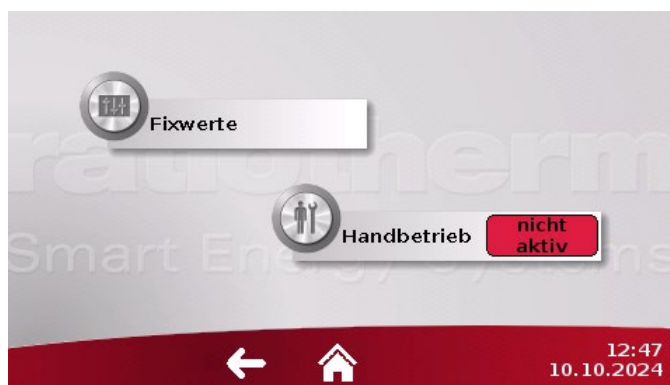 Fixwerte
ratiotherm
Handbetrieb
nicht
aktiv
Smart Energy Systems
12:47
10.10.2024